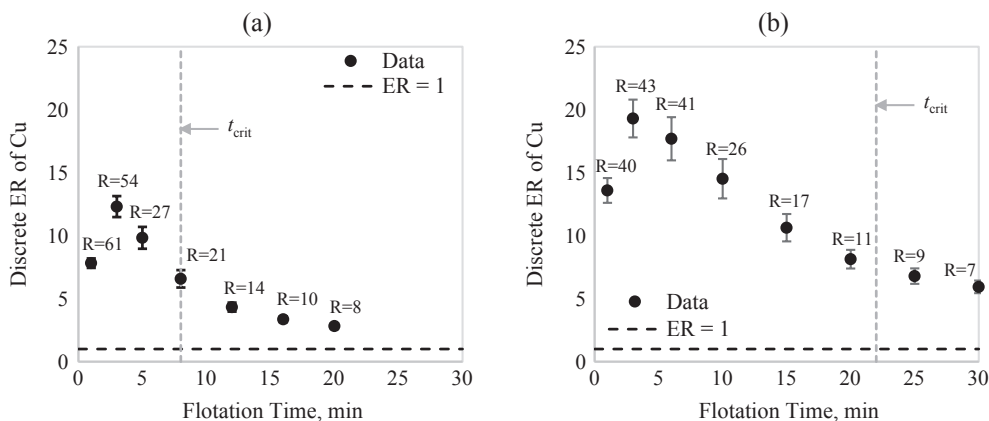 (a)
25
20
15
10
5
0
0 5 10 15 20 25 30
Discrete ER of Cu
Flotation Time, min
Data
ER = 1
tcrit
R=61
R=54
R=27
R=21
R=14
R=10
R=8
(b)
25
20
15
10
5
0
0 5 10 15 20 25 30
Discrete ER of Cu
Flotation Time, min
tcrit
R=40
R=43
R=41
R=26
R=17
R=11
R=9
R=7
Data
ER = 1